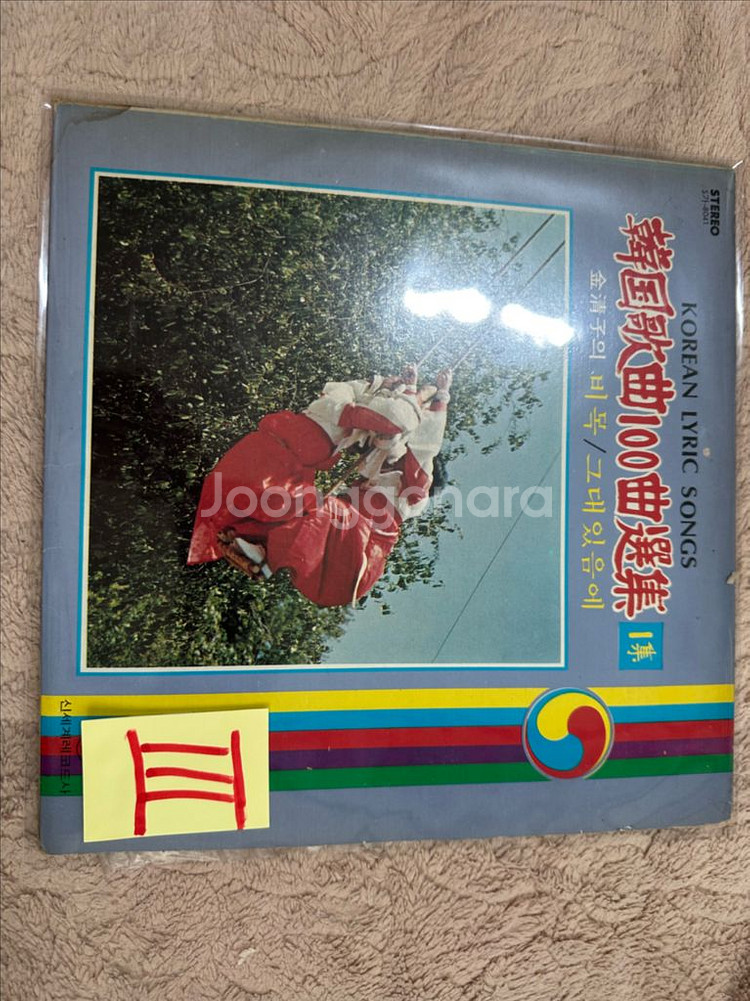 STEREO
KOREAN LYRIC SONGS
韓国歌曲100曲選集 1集
金清子의 비목/그대있음에
신세계레코드사
Joonggonara